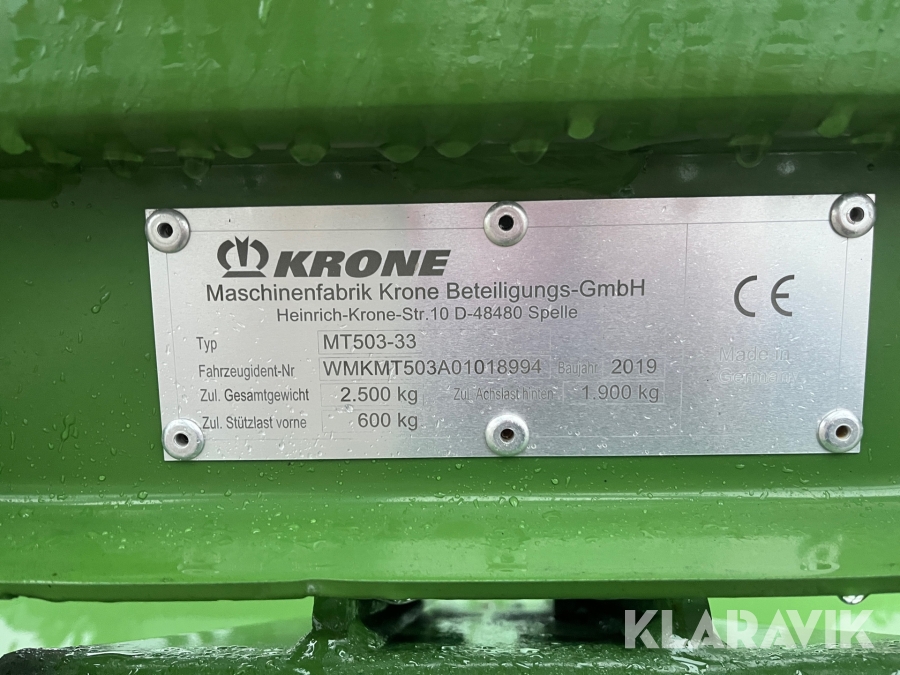 KRONE
Maschinenfabrik Krone Beteiligungs-GmbH
Heinrich-Krone-Str.10 D-48480 Spelle
CE
Typ MT503-33
Fahrzeugident-Nr WMKMT503A01018994 Baujahr 2019
Zul. Gesamtgewicht 2.500 kg Zul. Achslast hinten 1.900 kg
Zul. Stützlast vorne 600 kg
Made in
Germany
KLARAVIK